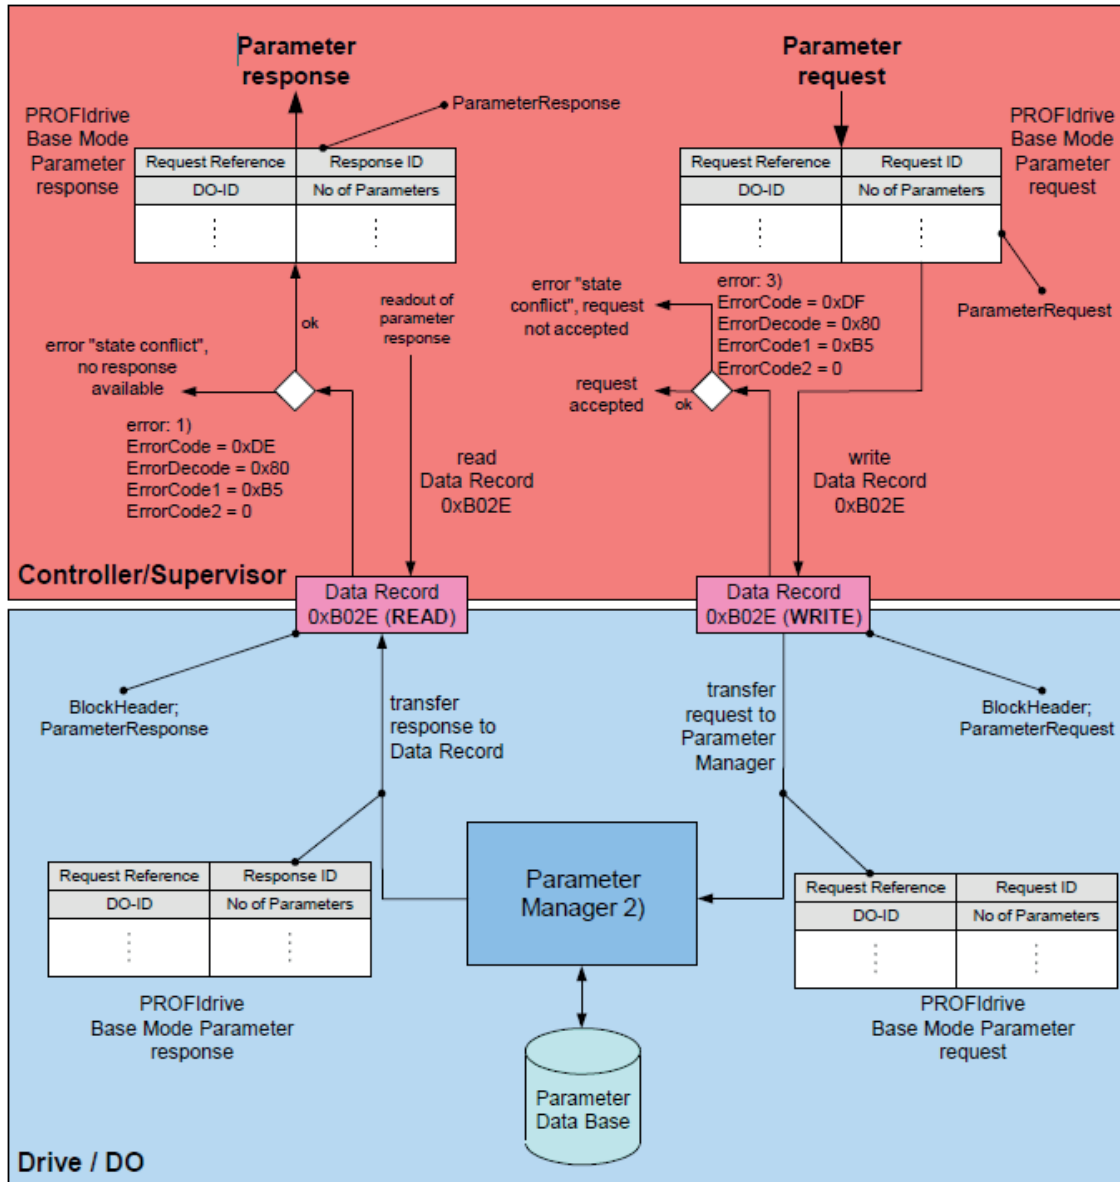 Parameter
response
Parameter
request
PROFIdrive
Base Mode
Parameter
response
ParameterResponse
Request Reference
Response ID
DO-ID
No of Parameters
Request Reference
Request ID
DO-ID
No of Parameters
PROFIdrive
Base Mode
Parameter
request
ParameterRequest
ok
readout of
parameter
response
error "state conflict",
no response
available
error: 1)
ErrorCode = 0xDE
ErrorDecode = 0x80
ErrorCode1 = 0xB5
ErrorCode2 = 0
read
Data Record
0xB02E
error "state
conflict", request
not accepted
error: 3)
ErrorCode = 0xDF
ErrorDecode = 0x80
ErrorCode1 = 0xB5
ErrorCode2 = 0
request
accepted
ok
write
Data Record
0xB02E
Controller/Supervisor
Data Record
0xB02E (READ)
Data Record
0xB02E (WRITE)
BlockHeader;
ParameterResponse
transfer
response to
Data Record
transfer
request to
Parameter
Manager
BlockHeader;
ParameterRequest
Request Reference
Response ID
DO-ID
No of Parameters
PROFIdrive
Base Mode Parameter
response
Parameter
Manager 2)
Request Reference
Request ID
DO-ID
No of Parameters
PROFIdrive
Base Mode Parameter
request
Parameter
Data Base
Drive / DO